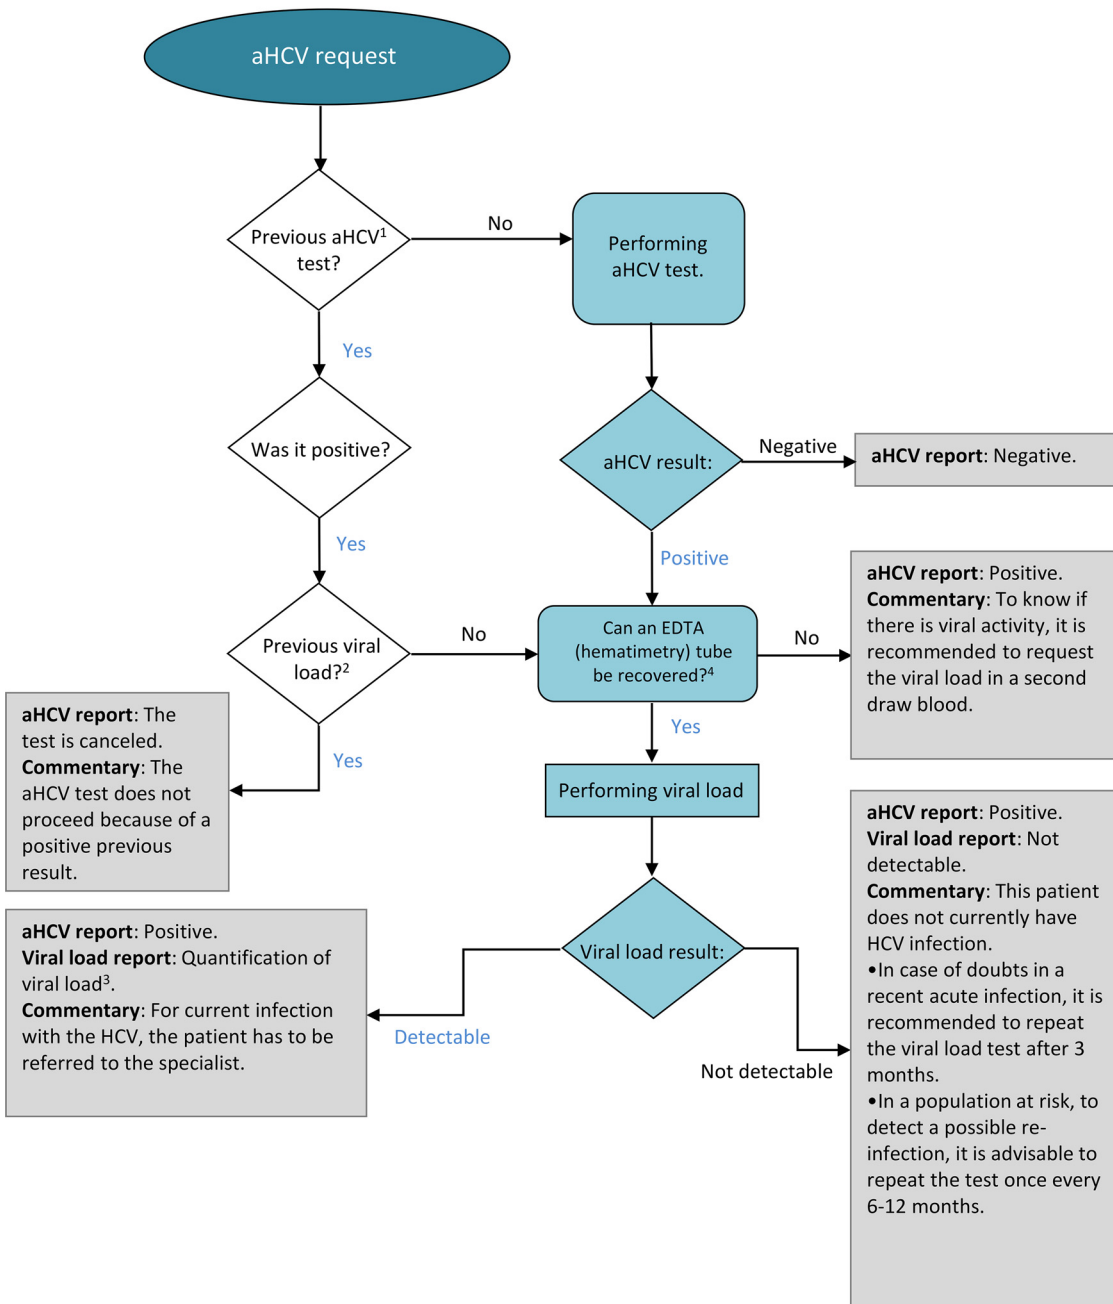 aHCV request
Previous aHCV1
test?
No
Performing
aHCV test.
Yes
Was it positive?
aHCV result:
Negative
aHCV report: Negative.
Yes
Positive
Previous viral
load?2
No
Can an EDTA
(hematimetry) tube
be recovered?4
No
aHCV report: Positive.
Commentary: To know if
there is viral activity, it is
recommended to request
the viral load in a second
draw blood.
aHCV report: The
test is canceled.
Commentary: The
aHCV test does not
proceed because of a
positive previous
result.
Yes
Yes
Performing viral load
aHCV report: Positive.
Viral load report: Not
detectable.
Commentary: This patient
does not currently have
HCV infection.
•In case of doubts in a
recent acute infection, it is
recommended to repeat
the viral load test after 3
months.
•In a population at risk, to
detect a possible re-
infection, it is advisable to
repeat the test once every
6-12 months.
aHCV report: Positive.
Viral load report: Quantification of
viral load3.
Commentary: For current infection
with the HCV, the patient has to be
referred to the specialist.
Viral load result:
Detectable
Not detectable